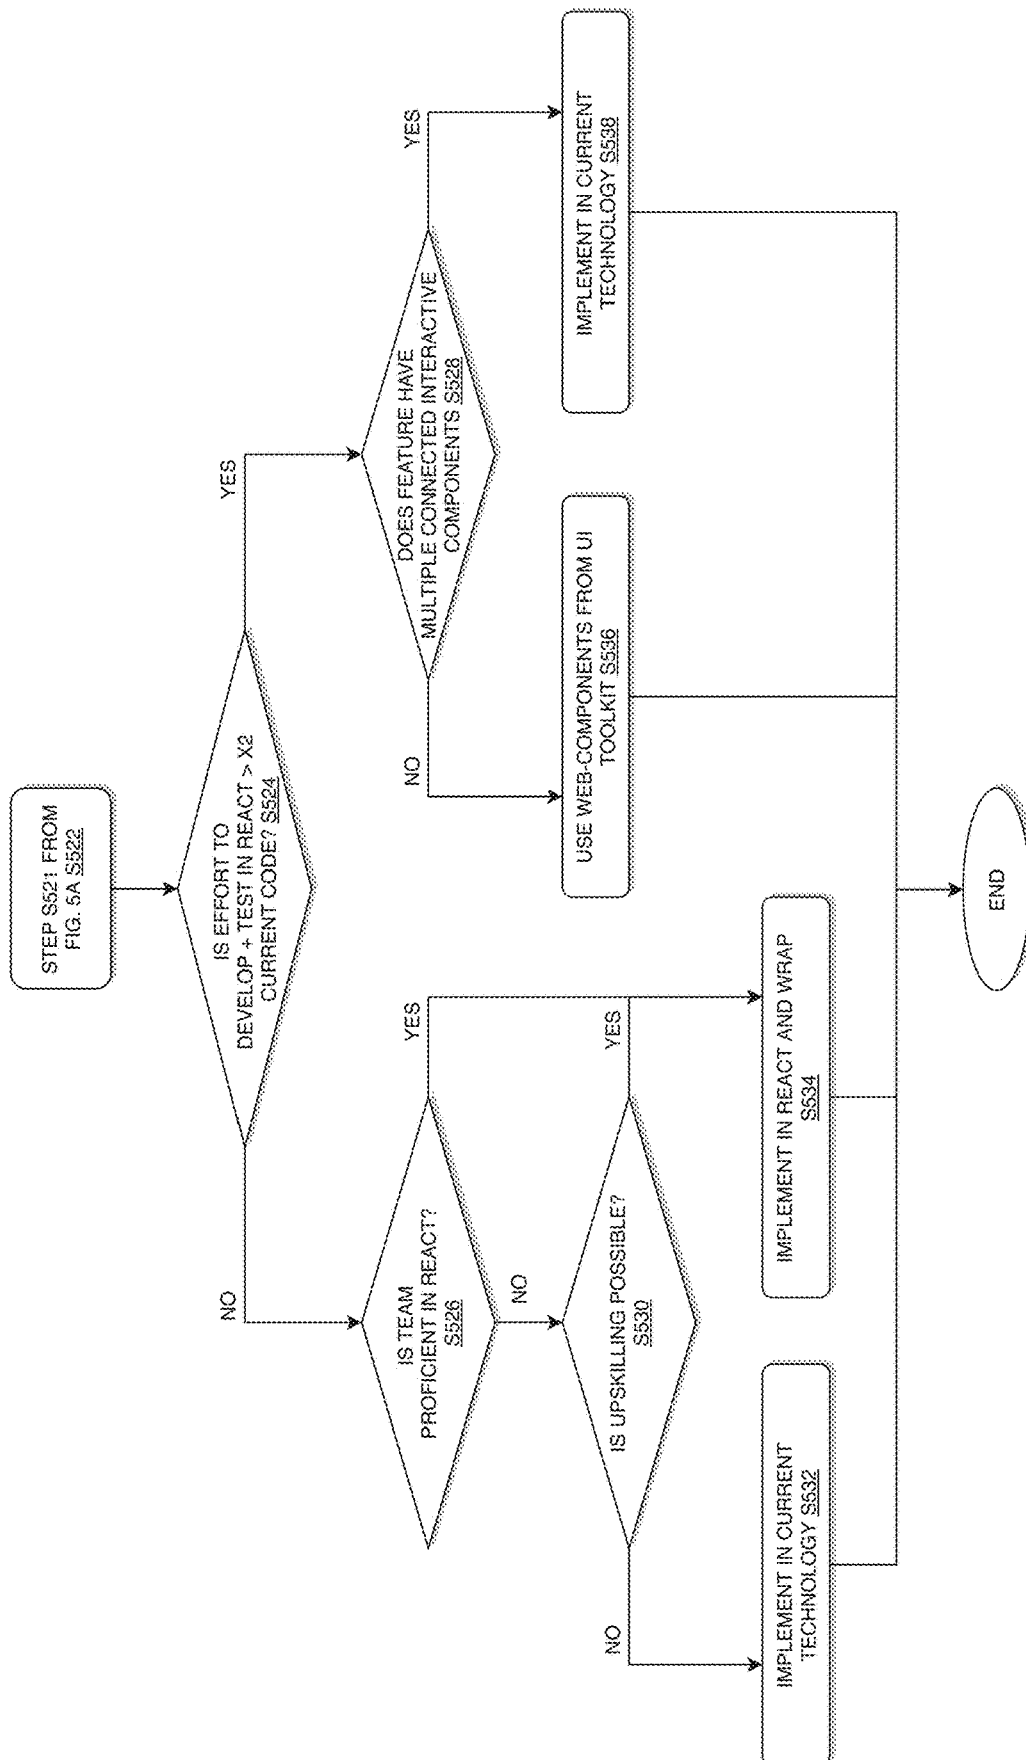 STEP S521 FROM
FIG. 5A S522
IS EFFORT TO
DEVELOP + TEST IN REACT > X2
CURRENT CODE? S524
NO
YES
IS TEAM
PROFICIENT IN REACT?
S526
YES
NO
DOES FEATURE HAVE
MULTIPLE CONNECTED INTERACTIVE
COMPONENTS S528
NO
YES
IS UPSKILLING POSSIBLE?
S530
NO
YES
IMPLEMENT IN CURRENT
TECHNOLOGY S532
IMPLEMENT IN REACT AND WRAP
S534
USE WEB-COMPONENTS FROM UI
TOOLKIT S536
IMPLEMENT IN CURRENT
TECHNOLOGY S538
END